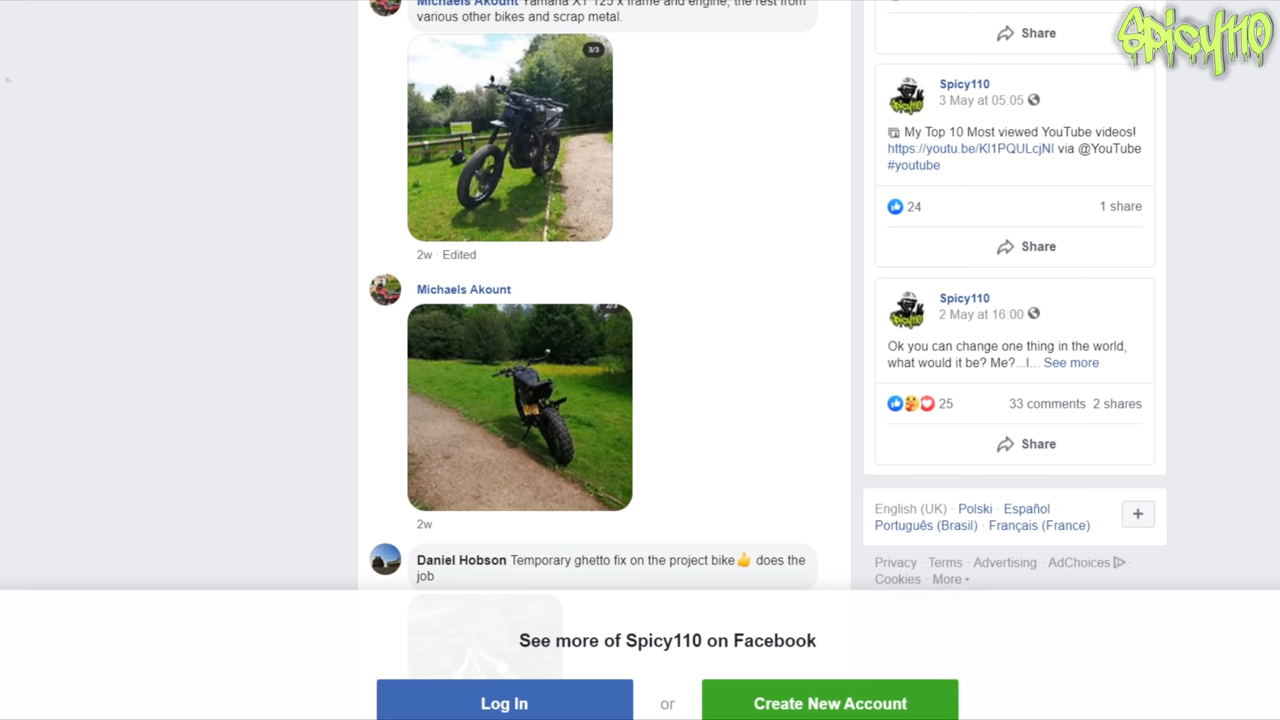 Michaels Akount Yamaha XT 125 x frame and engine, the rest from
various other bikes and scrap metal.
3/3
2w · Edited
Michaels Akount
2/3
2w
Daniel Hobson Temporary ghetto fix on the project bike👍 does the
job
Share
Spicy110
Spicy110
3 May at 05:05
My Top 10 Most viewed YouTube videos!
https://youtu.be/Kl1PQULcjNI via @YouTube
#youtube
24
1 share
Share
Spicy110
2 May at 16:00
Ok you can change one thing in the world,
what would it be? Me?...I... See more
25
33 comments 2 shares
Share
English (UK) · Polski · Español ·
Português (Brasil) · Français (France)
+
Privacy · Terms · Advertising · AdChoices
Cookies · More
See more of Spicy110 on Facebook
Log In
or
Create New Account